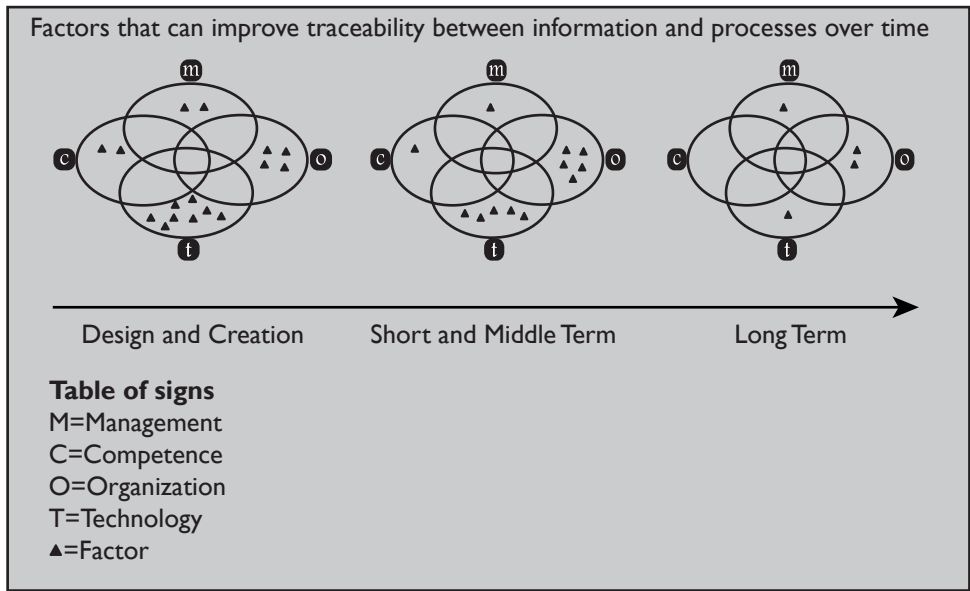 Factors that can improve traceability between information and processes over time
m
m
m
c
o
c
o
c
o
t
t
t
Design and Creation
Short and Middle Term
Long Term
Table of signs
M=Management
C=Competence
O=Organization
T=Technology
▲=Factor